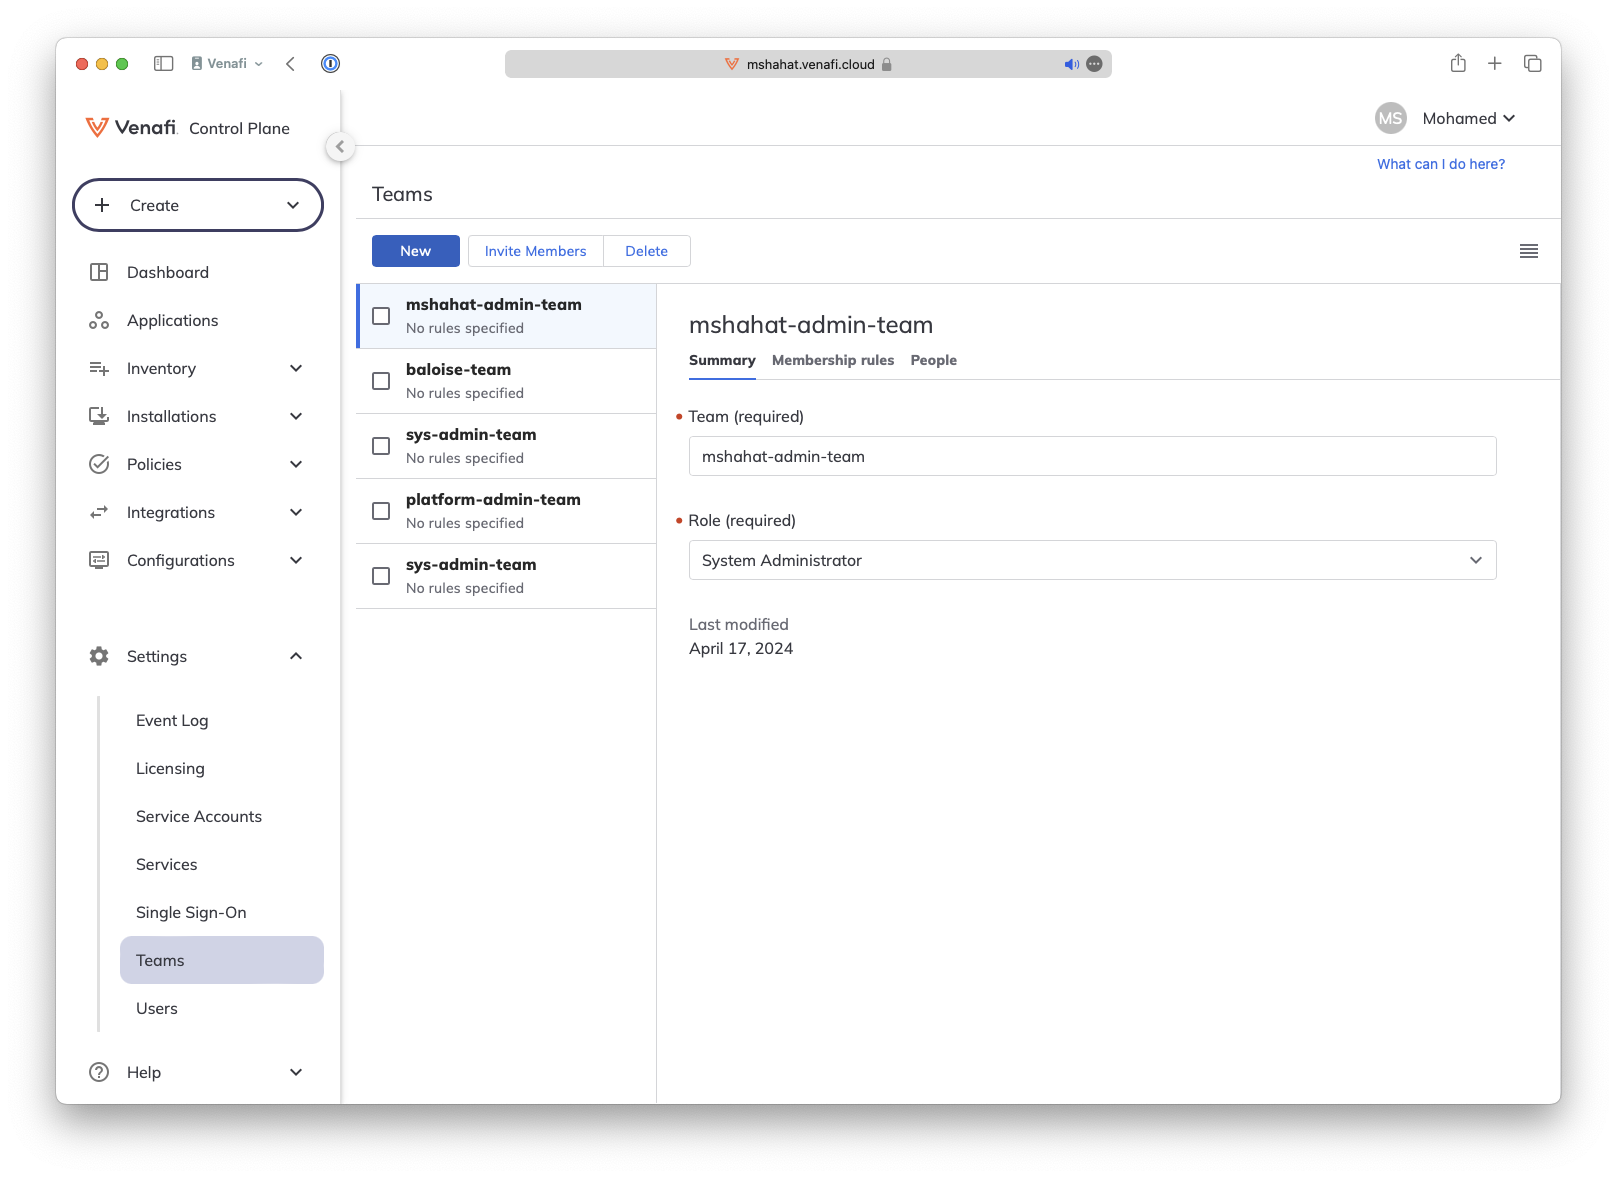 Venafi
mshahat.venafi.cloud
Venafi Control Plane
MS Mohamed
What can I do here?
Create
Teams
New Invite Members Delete
Dashboard
Applications
Inventory
Installations
Policies
Integrations
Configurations
Settings
Event Log
Licensing
Service Accounts
Services
Single Sign-On
Teams
Users
Help
mshahat-admin-team
No rules specified
baloise-team
No rules specified
sys-admin-team
No rules specified
platform-admin-team
No rules specified
sys-admin-team
No rules specified
mshahat-admin-team
Summary Membership rules People
Team (required)
mshahat-admin-team
Role (required)
System Administrator
Last modified
April 17, 2024